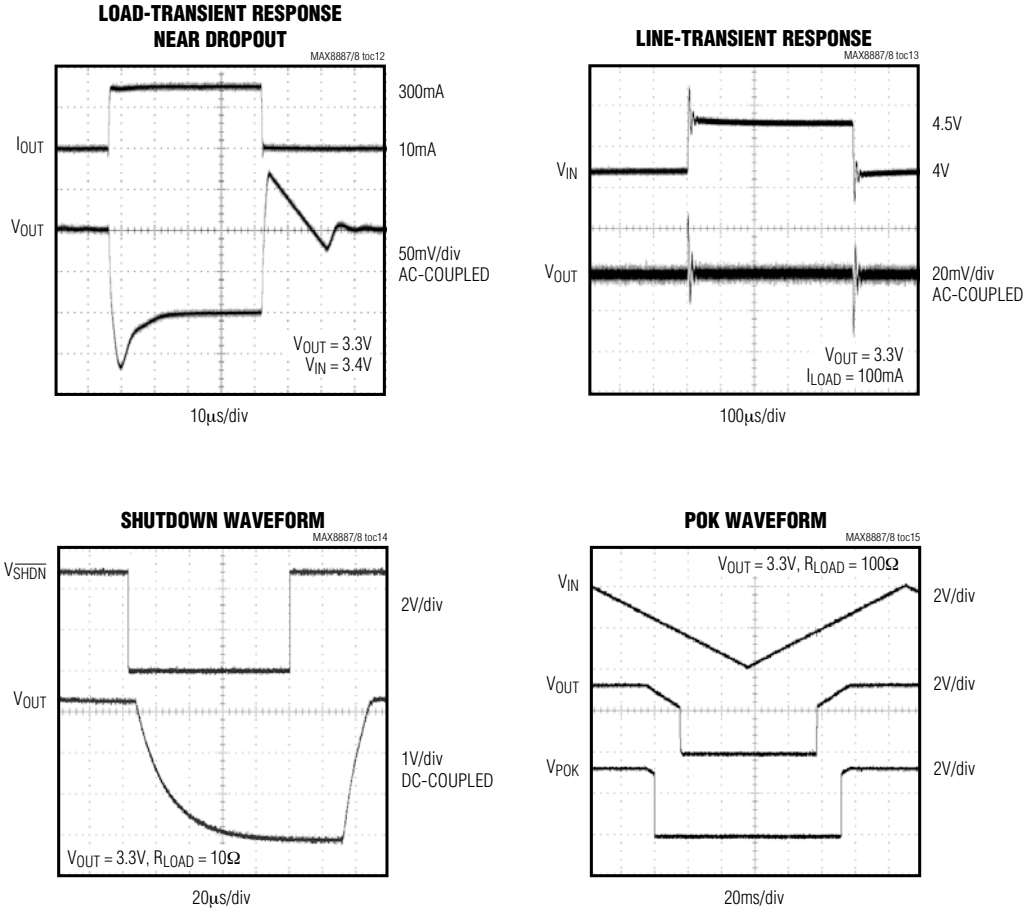 LOAD-TRANSIENT RESPONSE
NEAR DROPOUT
MAX8887/8 toc12
300mA
IOUT
10mA
VOUT
50mV/div
AC-COUPLED
VOUT = 3.3V
VIN = 3.4V
10μs/div
LINE-TRANSIENT RESPONSE
MAX8887/8 toc13
4.5V
VIN
4V
VOUT
20mV/div
AC-COUPLED
VOUT = 3.3V
ILOAD = 100mA
100μs/div
SHUTDOWN WAVEFORM
MAX8887/8 toc14
VSHDN
2V/div
VOUT
1V/div
DC-COUPLED
VOUT = 3.3V, RLOAD = 10Ω
20μs/div
POK WAVEFORM
MAX8887/8 toc15
VOUT = 3.3V, RLOAD = 100Ω
VIN
2V/div
VOUT
2V/div
VPOK
2V/div
20ms/div